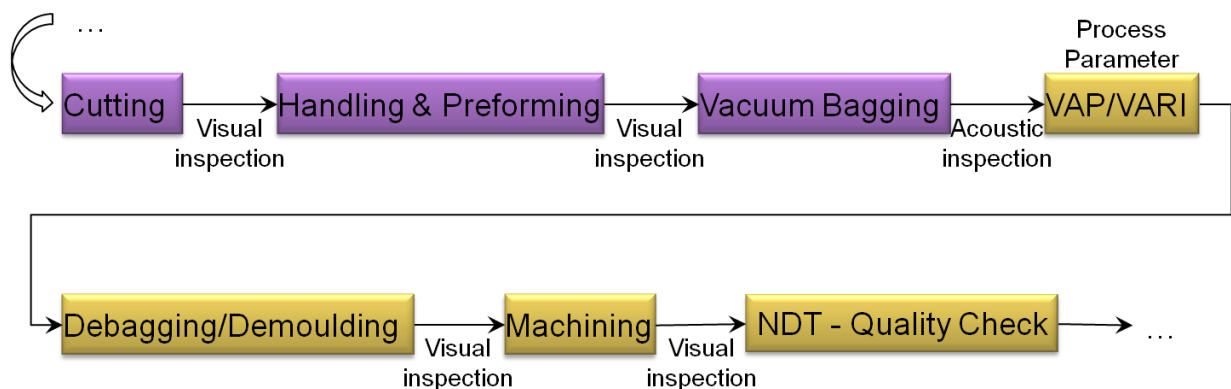 ...
Process
Parameter
Cutting
Handling & Preforming
Vacuum Bagging
VAP/VARI
Visual
inspection
Visual
inspection
Acoustic
inspection
Debagging/Demoulding
Machining
NDT - Quality Check
...
Visual
inspection
Visual
inspection